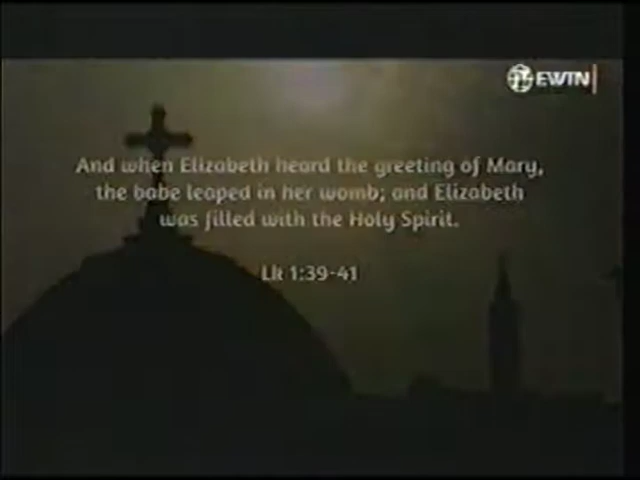 EWTN
And when Elizabeth heard the greeting of Mary,
the babe leaped in her womb; and Elizabeth
was filled with the Holy Spirit.
Lk 1:39-41